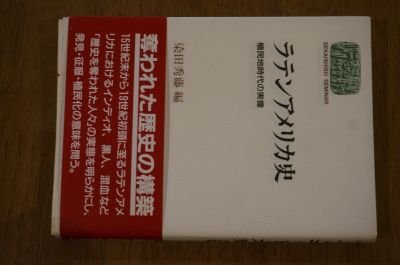 SEKAISHISO SEMINAR
ラテンアメリカ史
植民地時代の実像
染田秀藤 編
奪われた歴史の構築
15世紀末から19世紀初頭に至るラテンアメ
リカにおけるインディオ、黒人、混血など
「歴史を奪われた人々」の実態を明らかにし、
発見・征服・植民化の意味を問う。